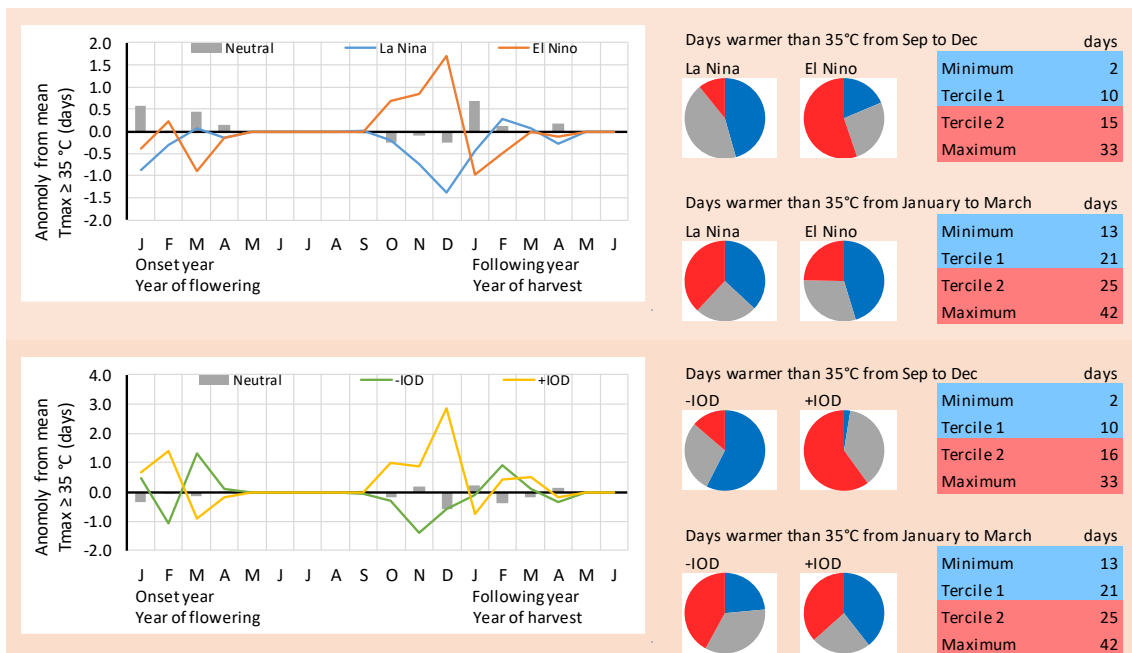 Anomoly from mean
Tmax ≥ 35 °C (days)
2.0
1.5
1.0
0.5
0.0
-0.5
-1.0
-1.5
-2.0
Neutral La Nina El Nino
J F M A M J J A S O N D J F M A M J
Onset year Following year
Year of flowering Year of harvest
Days warmer than 35°C from Sep to Dec days
La Nina El Nino
Minimum 2
Tercile 1 10
Tercile 2 15
Maximum 33
Days warmer than 35°C from January to March days
La Nina El Nino
Minimum 13
Tercile 1 21
Tercile 2 25
Maximum 42
Anomoly from mean
Tmax ≥ 35 °C (days)
4.0
3.0
2.0
1.0
0.0
-1.0
-2.0
Neutral -IOD +IOD
J F M A M J J A S O N D J F M A M J
Onset year Following year
Year of flowering Year of harvest
Days warmer than 35°C from Sep to Dec days
-IOD +IOD
Minimum 2
Tercile 1 10
Tercile 2 16
Maximum 33
Days warmer than 35°C from January to March days
-IOD +IOD
Minimum 13
Tercile 1 21
Tercile 2 25
Maximum 42